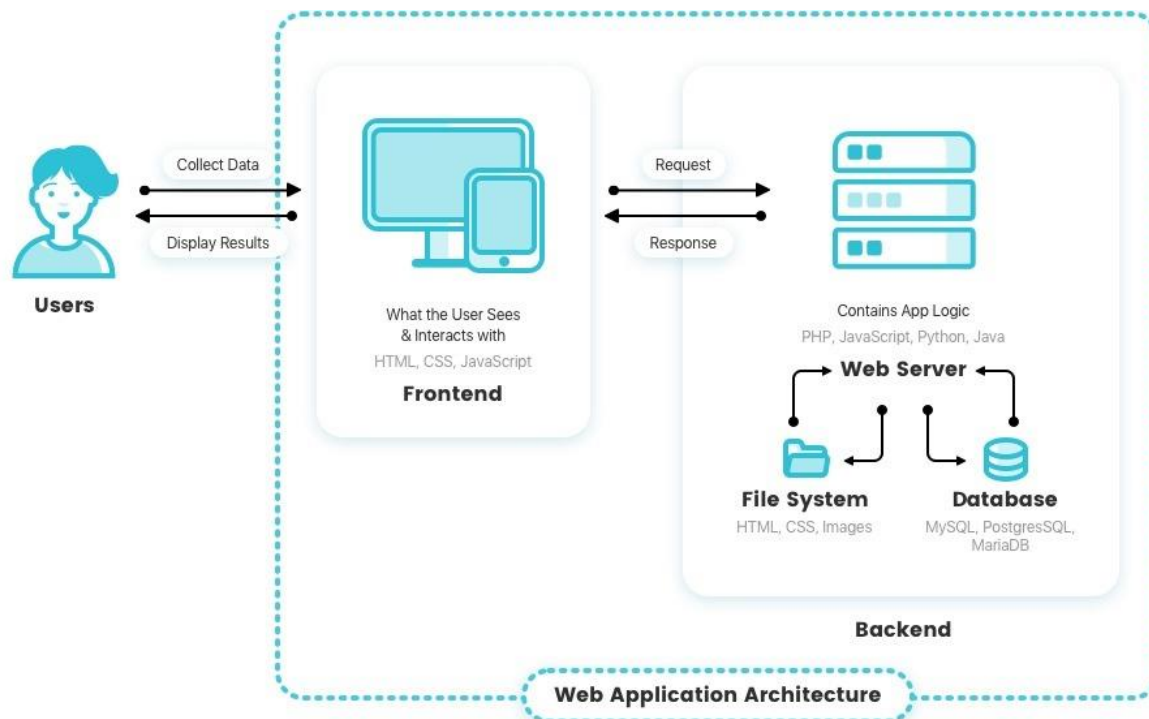 Collect Data
Display Results
Users
What the User Sees
& Interacts with
HTML, CSS, JavaScript
Frontend
Request
Response
Contains App Logic
PHP, JavaScript, Python, Java
Web Server
File System
HTML, CSS, Images
Database
MySQL, PostgresSQL,
MariaDB
Backend
Web Application Architecture